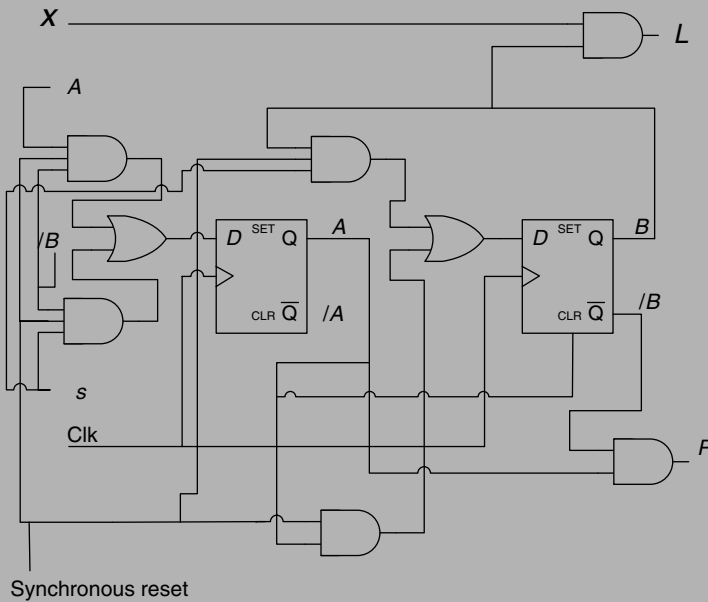 X
L
A
/B
D SET Q
A
CLR Q̅
/A
D SET Q
B
CLR Q̅
/B
s
Clk
P
Synchronous reset